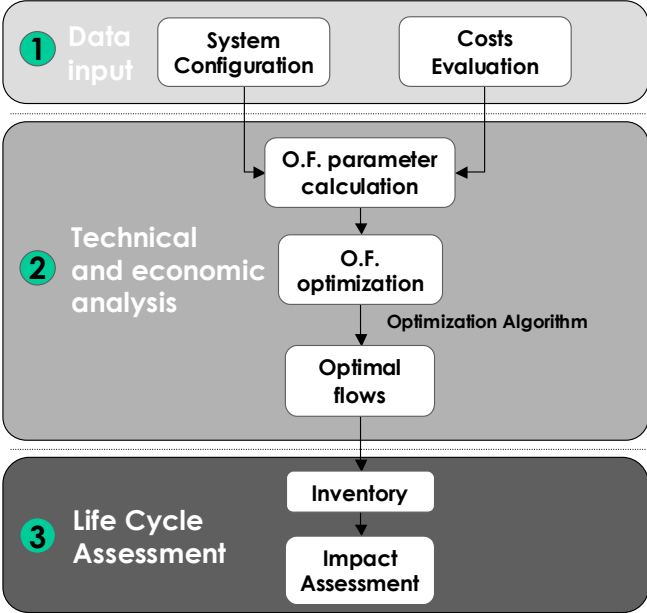 1
Data
input
System
Configuration
Costs
Evaluation
2
Technical
and economic
analysis
O.F. parameter
calculation
O.F.
optimization
Optimization Algorithm
Optimal
flows
3
Life Cycle
Assessment
Inventory
Impact
Assessment